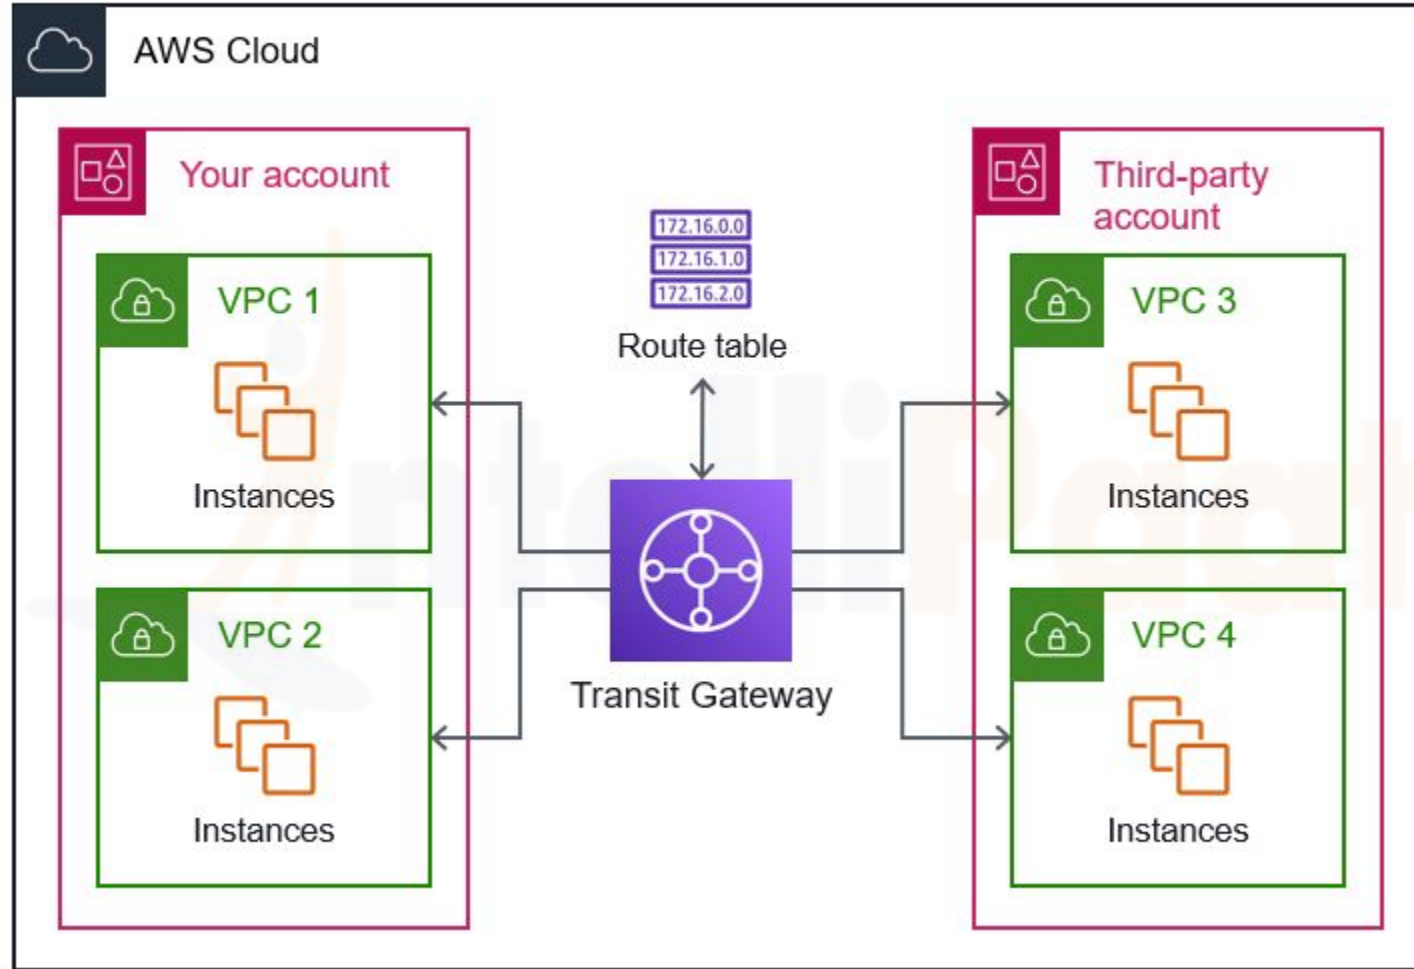 AWS Cloud
Your account
VPC 1
Instances
VPC 2
Instances
172.16.0.0
172.16.1.0
172.16.2.0
Route table
Transit Gateway
Third-party
account
VPC 3
Instances
VPC 4
Instances
intelliPaat